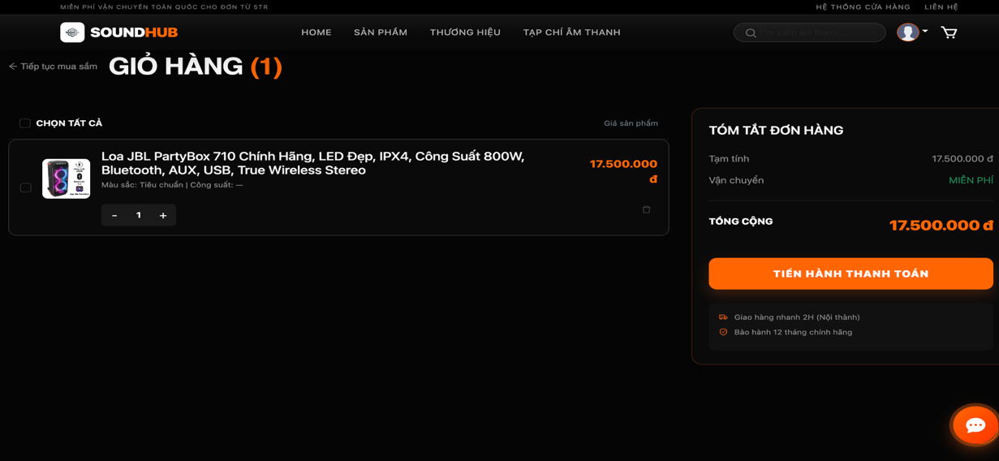 MIỄN PHÍ VẬN CHUYỂN TOÀN QUỐC CHO ĐƠN TỪ 5TR
HỆ THỐNG CỬA HÀNG
LIÊN HỆ
SOUNDHUB
HOME
SẢN PHẨM
THƯƠNG HIỆU
TẠP CHÍ ÂM THANH
Tiếp tục mua sắm
GIỎ HÀNG (1)
CHỌN TẤT CẢ
Giá sản phẩm
Loa JBL PartyBox 710 Chính Hãng, LED Đẹp, IPX4, Công Suất 800W,
Bluetooth, AUX, USB, True Wireless Stereo
Màu sắc: Tiêu chuẩn | Công suất: —
17.500.000
đ
– 1 +
TÓM TẮT ĐƠN HÀNG
Tạm tính 17.500.000 đ
Vận chuyển MIỄN PHÍ
TỔNG CỘNG 17.500.000 đ
TIẾN HÀNH THANH TOÁN
Giao hàng nhanh 2H (Nội thành)
Bảo hành 12 tháng chính hãng